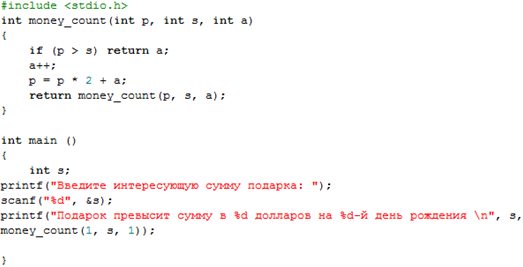 #include <stdio.h>
int money_count(int p, int s, int a)
{
    if (p > s) return a;
    a++;
    p = p * 2 + a;
    return money_count(p, s, a);
}

int main ()
{
    int s;
printf("Введите интересующую сумму подарка: ");
scanf("%d", &s);
printf("Подарок превысит сумму в %d долларов на %d-й день рождения \n", s,
money_count(1, s, 1));

}